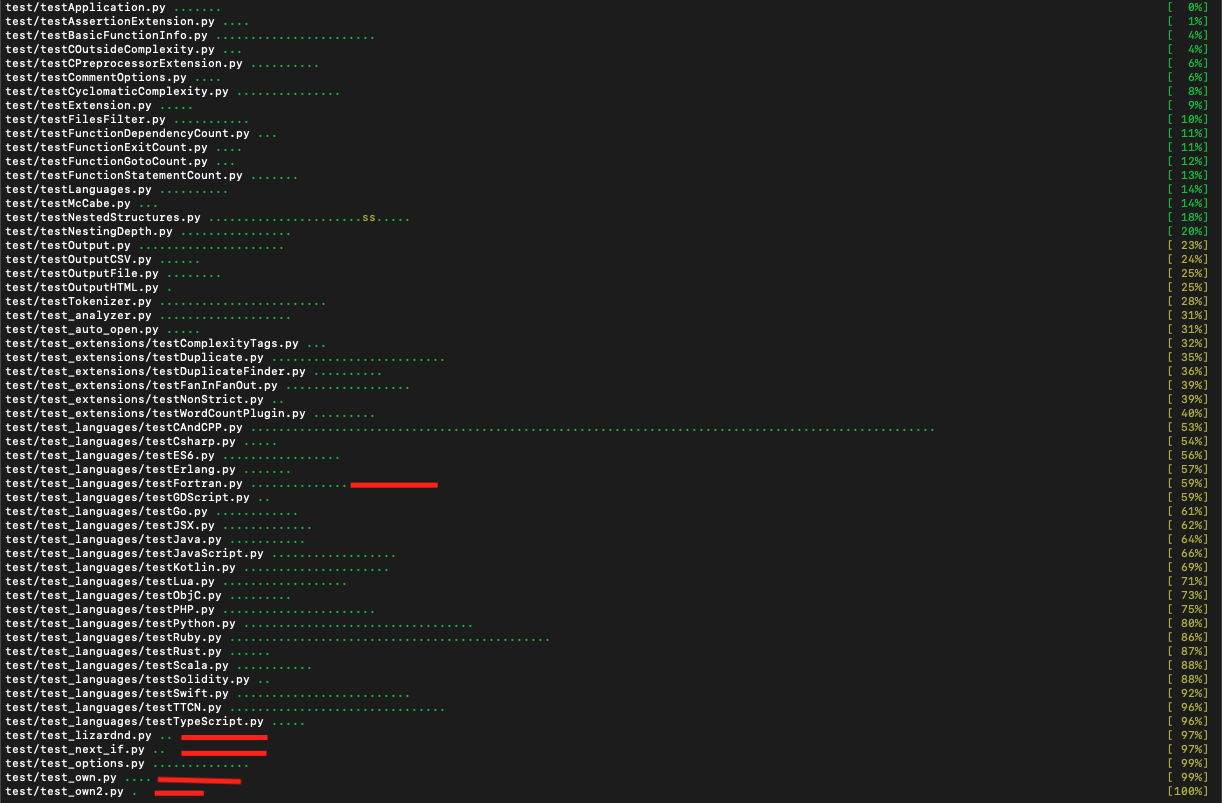 test/testApplication.py ....... [  0%]
test/testAssertionExtension.py .... [  1%]
test/testBasicFunctionInfo.py ....................... [  4%]
test/testCOutsideComplexity.py ... [  4%]
test/testCPreprocessorExtension.py .......... [  6%]
test/testCommentOptions.py .... [  6%]
test/testCyclomaticComplexity.py ............... [  8%]
test/testExtension.py ..... [  9%]
test/testFilesFilter.py ........... [ 10%]
test/testFunctionDependencyCount.py ... [ 11%]
test/testFunctionExitCount.py .... [ 11%]
test/testFunctionGotoCount.py ... [ 12%]
test/testFunctionStatementCount.py ....... [ 13%]
test/testLanguages.py .......... [ 14%]
test/testMcCabe.py ... [ 14%]
test/testNestedStructures.py ......................ss..... [ 18%]
test/testNestingDepth.py ................ [ 20%]
test/testOutput.py ..................... [ 23%]
test/testOutputCSV.py ...... [ 24%]
test/testOutputFile.py ........ [ 25%]
test/testOutputHTML.py . [ 25%]
test/testTokenizer.py ........................ [ 28%]
test/test_analyzer.py ................... [ 31%]
test/test_auto_open.py ..... [ 31%]
test/test_extensions/testComplexityTags.py ... [ 32%]
test/test_extensions/testDuplicate.py ......................... [ 35%]
test/test_extensions/testDuplicateFinder.py .......... [ 36%]
test/test_extensions/testFanInFanOut.py .................. [ 39%]
test/test_extensions/testNonStrict.py .. [ 39%]
test/test_extensions/testWordCountPlugin.py ......... [ 40%]
test/test_languages/testCAndCPP.py .................................................................................................. [ 53%]
test/test_languages/testCsharp.py ..... [ 54%]
test/test_languages/testES6.py ................. [ 56%]
test/test_languages/testErlang.py ....... [ 57%]
test/test_languages/testFortran.py .............. [ 59%]
test/test_languages/testGDScript.py .. [ 59%]
test/test_languages/testGo.py ............ [ 61%]
test/test_languages/testJSX.py ............. [ 62%]
test/test_languages/testJava.py ........... [ 64%]
test/test_languages/testJavaScript.py .................. [ 66%]
test/test_languages/testKotlin.py ..................... [ 69%]
test/test_languages/testLua.py .................. [ 71%]
test/test_languages/testObjC.py ......... [ 73%]
test/test_languages/testPHP.py ...................... [ 75%]
test/test_languages/testPython.py ................................. [ 80%]
test/test_languages/testRuby.py .............................................. [ 86%]
test/test_languages/testRust.py ...... [ 87%]
test/test_languages/testScala.py ........... [ 88%]
test/test_languages/testSolidity.py .. [ 88%]
test/test_languages/testSwift.py ......................... [ 92%]
test/test_languages/testTTCN.py ............................... [ 96%]
test/test_languages/testTypeScript.py ..... [ 96%]
test/test_lizardnd.py .. [ 97%]
test/test_next_if.py .. [ 97%]
test/test_options.py .............. [ 99%]
test/test_own.py .... [ 99%]
test/test_own2.py . [100%]